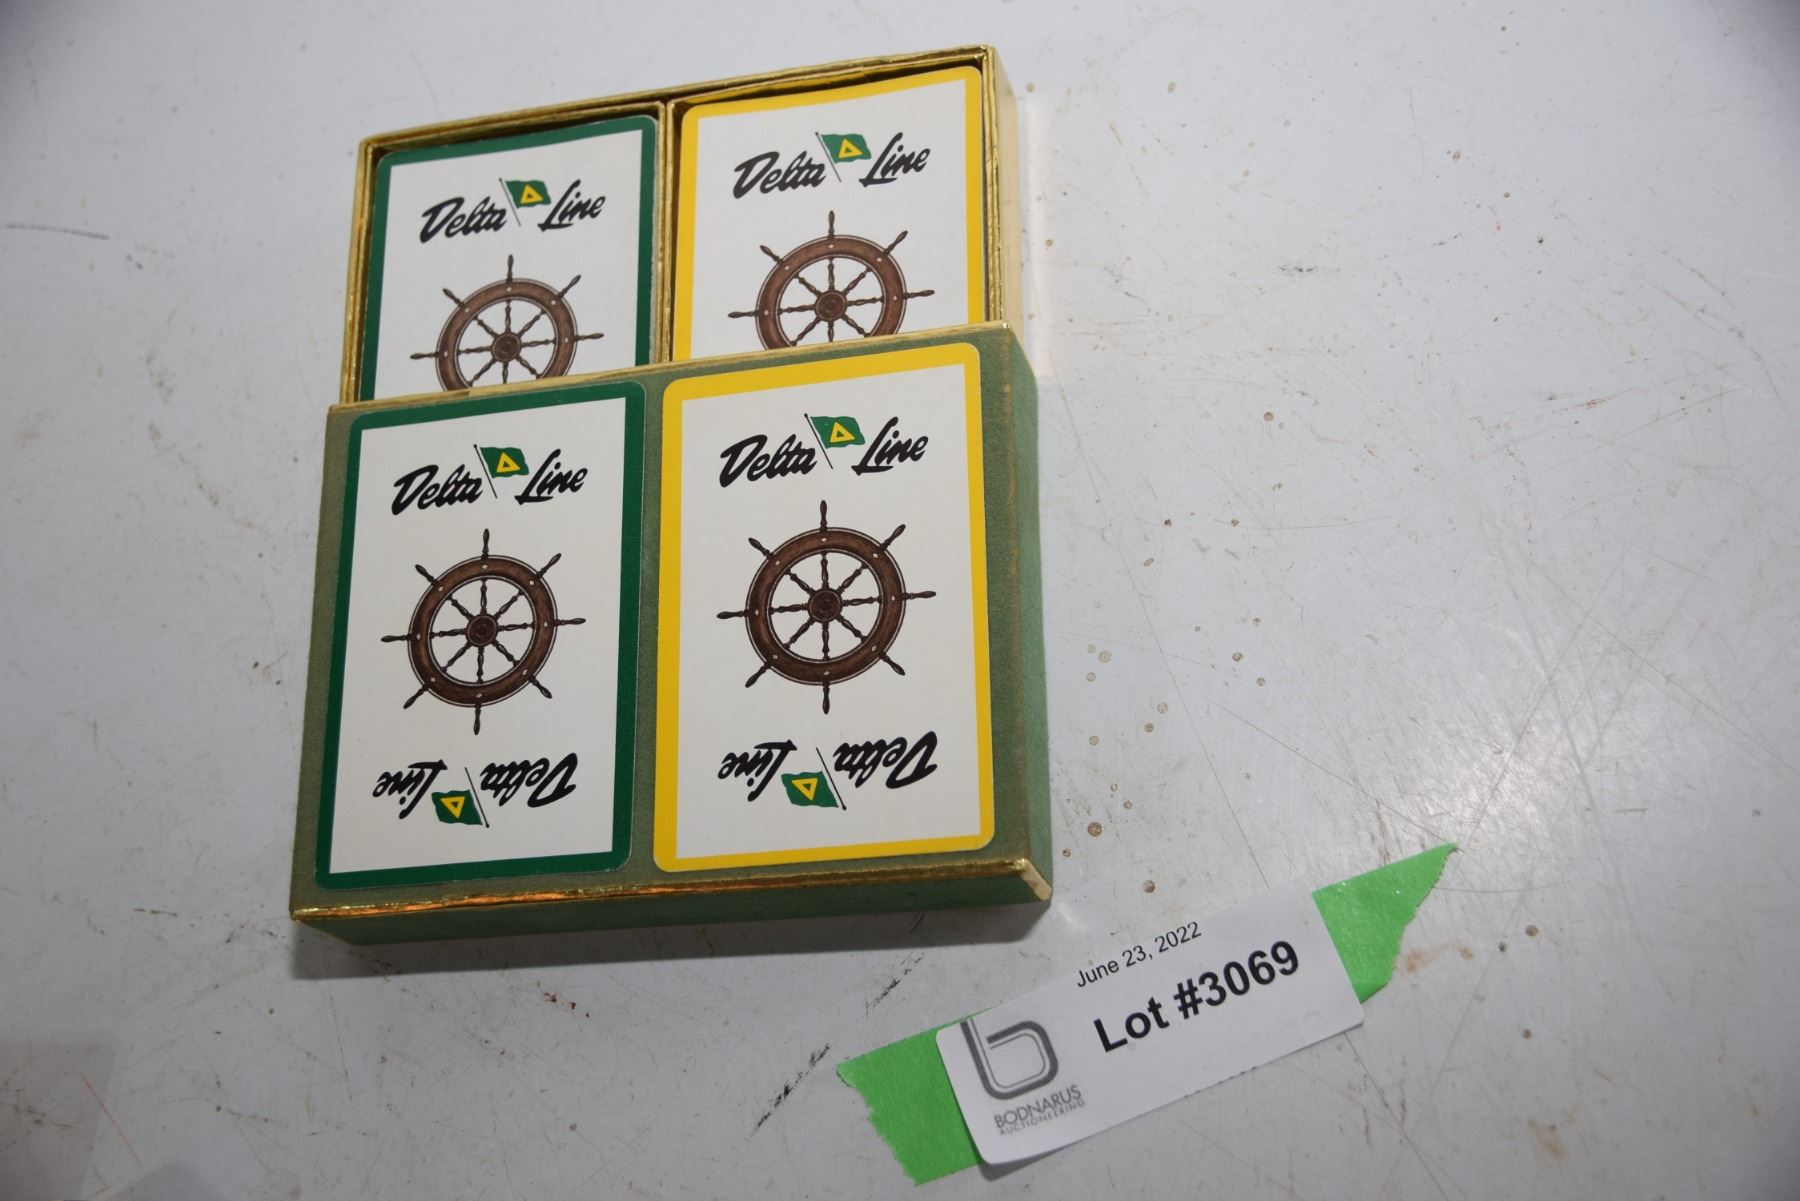 Delta Line
Delta Line
Delta Line
Delta Line
Delta Line
Delta Line
June 23, 2022
Lot #3069
b
BODNARUS
AUCTIONEERING